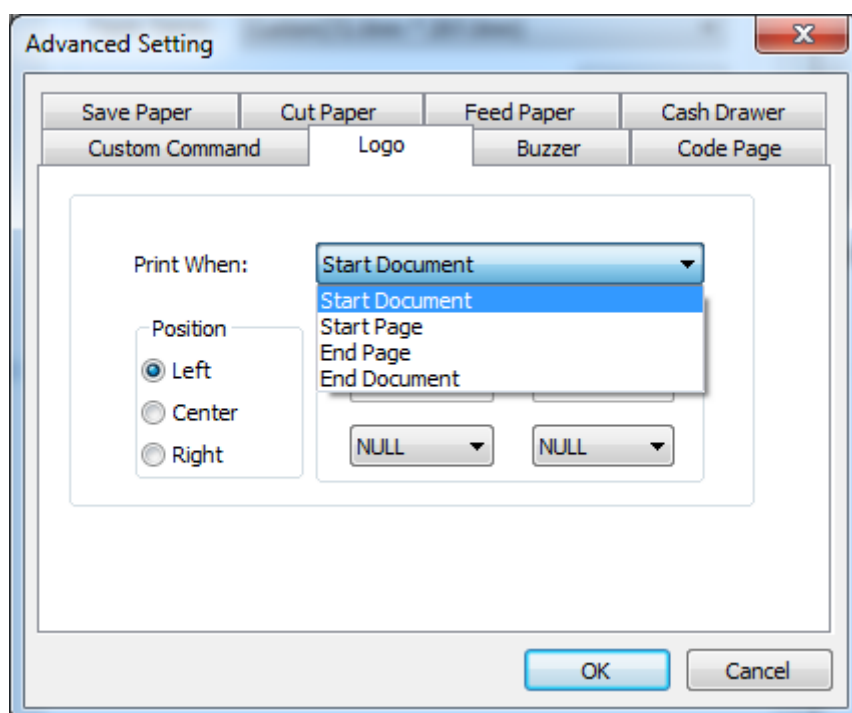 Advanced Setting
Save Paper Cut Paper Feed Paper Cash Drawer
Custom Command Logo Buzzer Code Page
Print When: Start Document
Start Document
Start Page
End Page
End Document
Position
Left
Center
Right
NULL NULL
OK Cancel